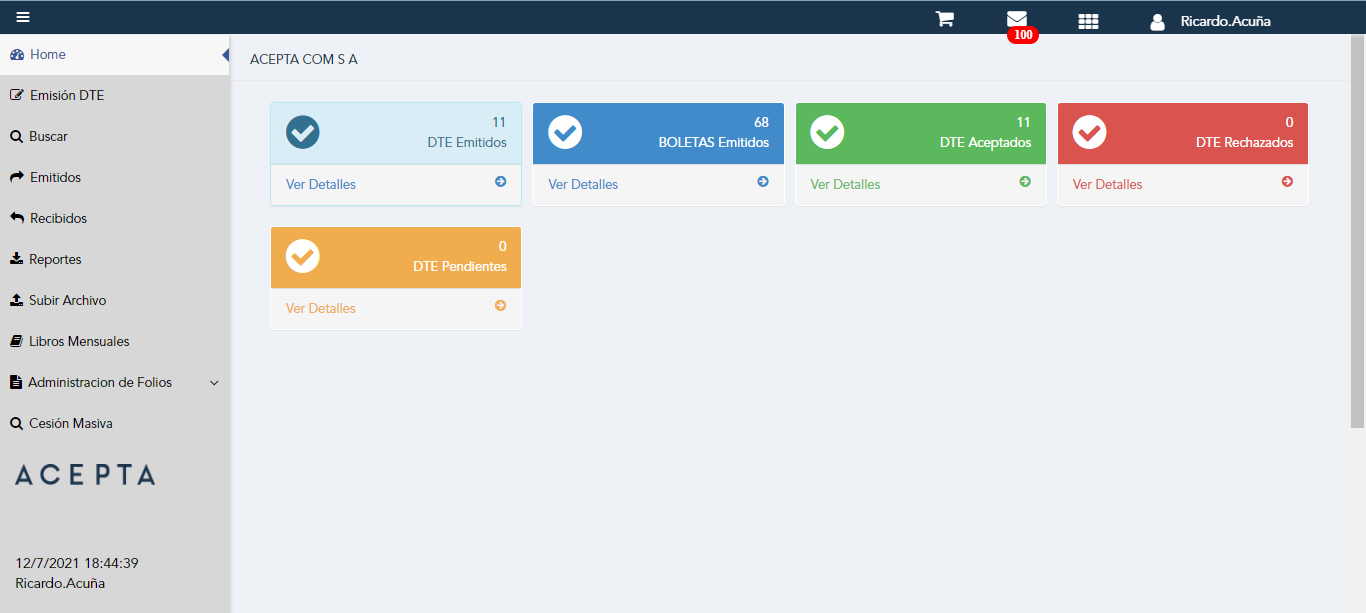 100
Ricardo.Acuña
Home
Emisión DTE
Buscar
Emitidos
Recibidos
Reportes
Subir Archivo
Libros Mensuales
Administracion de Folios
Cesión Masiva
ACEPTA
12/7/2021 18:44:39
Ricardo.Acuña
ACEPTA COM S A
11
DTE Emitidos
Ver Detalles
68
BOLETAS Emitidos
Ver Detalles
11
DTE Aceptados
Ver Detalles
0
DTE Rechazados
Ver Detalles
0
DTE Pendientes
Ver Detalles